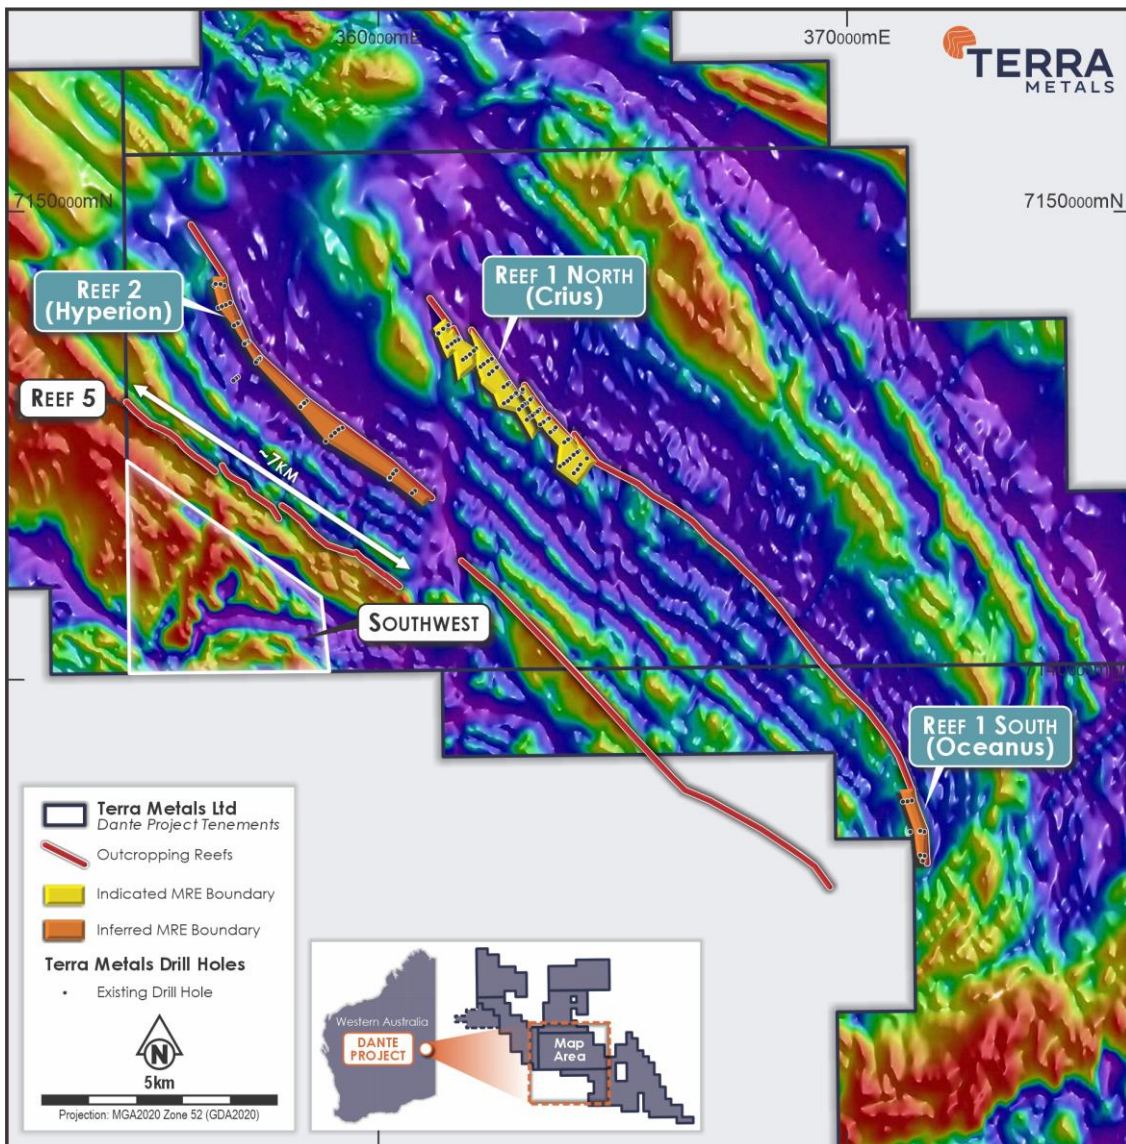 360000mE
370000mE
TERRA
METALS
7150000mN
7150000mN
REEF 1 NORTH
(Crius)
REEF 2
(Hyperion)
REEF 5
~7KM
SOUTHWEST
7140000mN
REEF 1 SOUTH
(Oceanus)
Terra Metals Ltd
Dante Project Tenements
Outcropping Reefs
Indicated MRE Boundary
Inferred MRE Boundary
Terra Metals Drill Holes
Existing Drill Hole
N
5km
Projection: MGA2020 Zone 52 (GDA2020)
Western Australia
DANTE
PROJECT
Map
Area